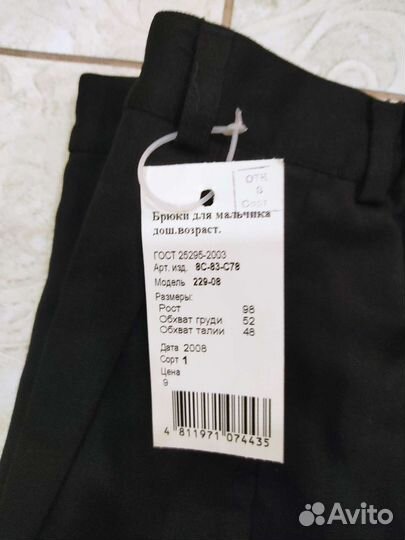 ОТК
Сорт
Брюки для мальчика
дош.возраст.
ГОСТ 25295-2003
Арт. изд. 8С-83-С78
Модель 229-08
Размеры:
Рост 98
Обхват груди 52
Обхват талии 48
Дата 2008
Сорт 1
Цена
9
4 811971 074435
Avito